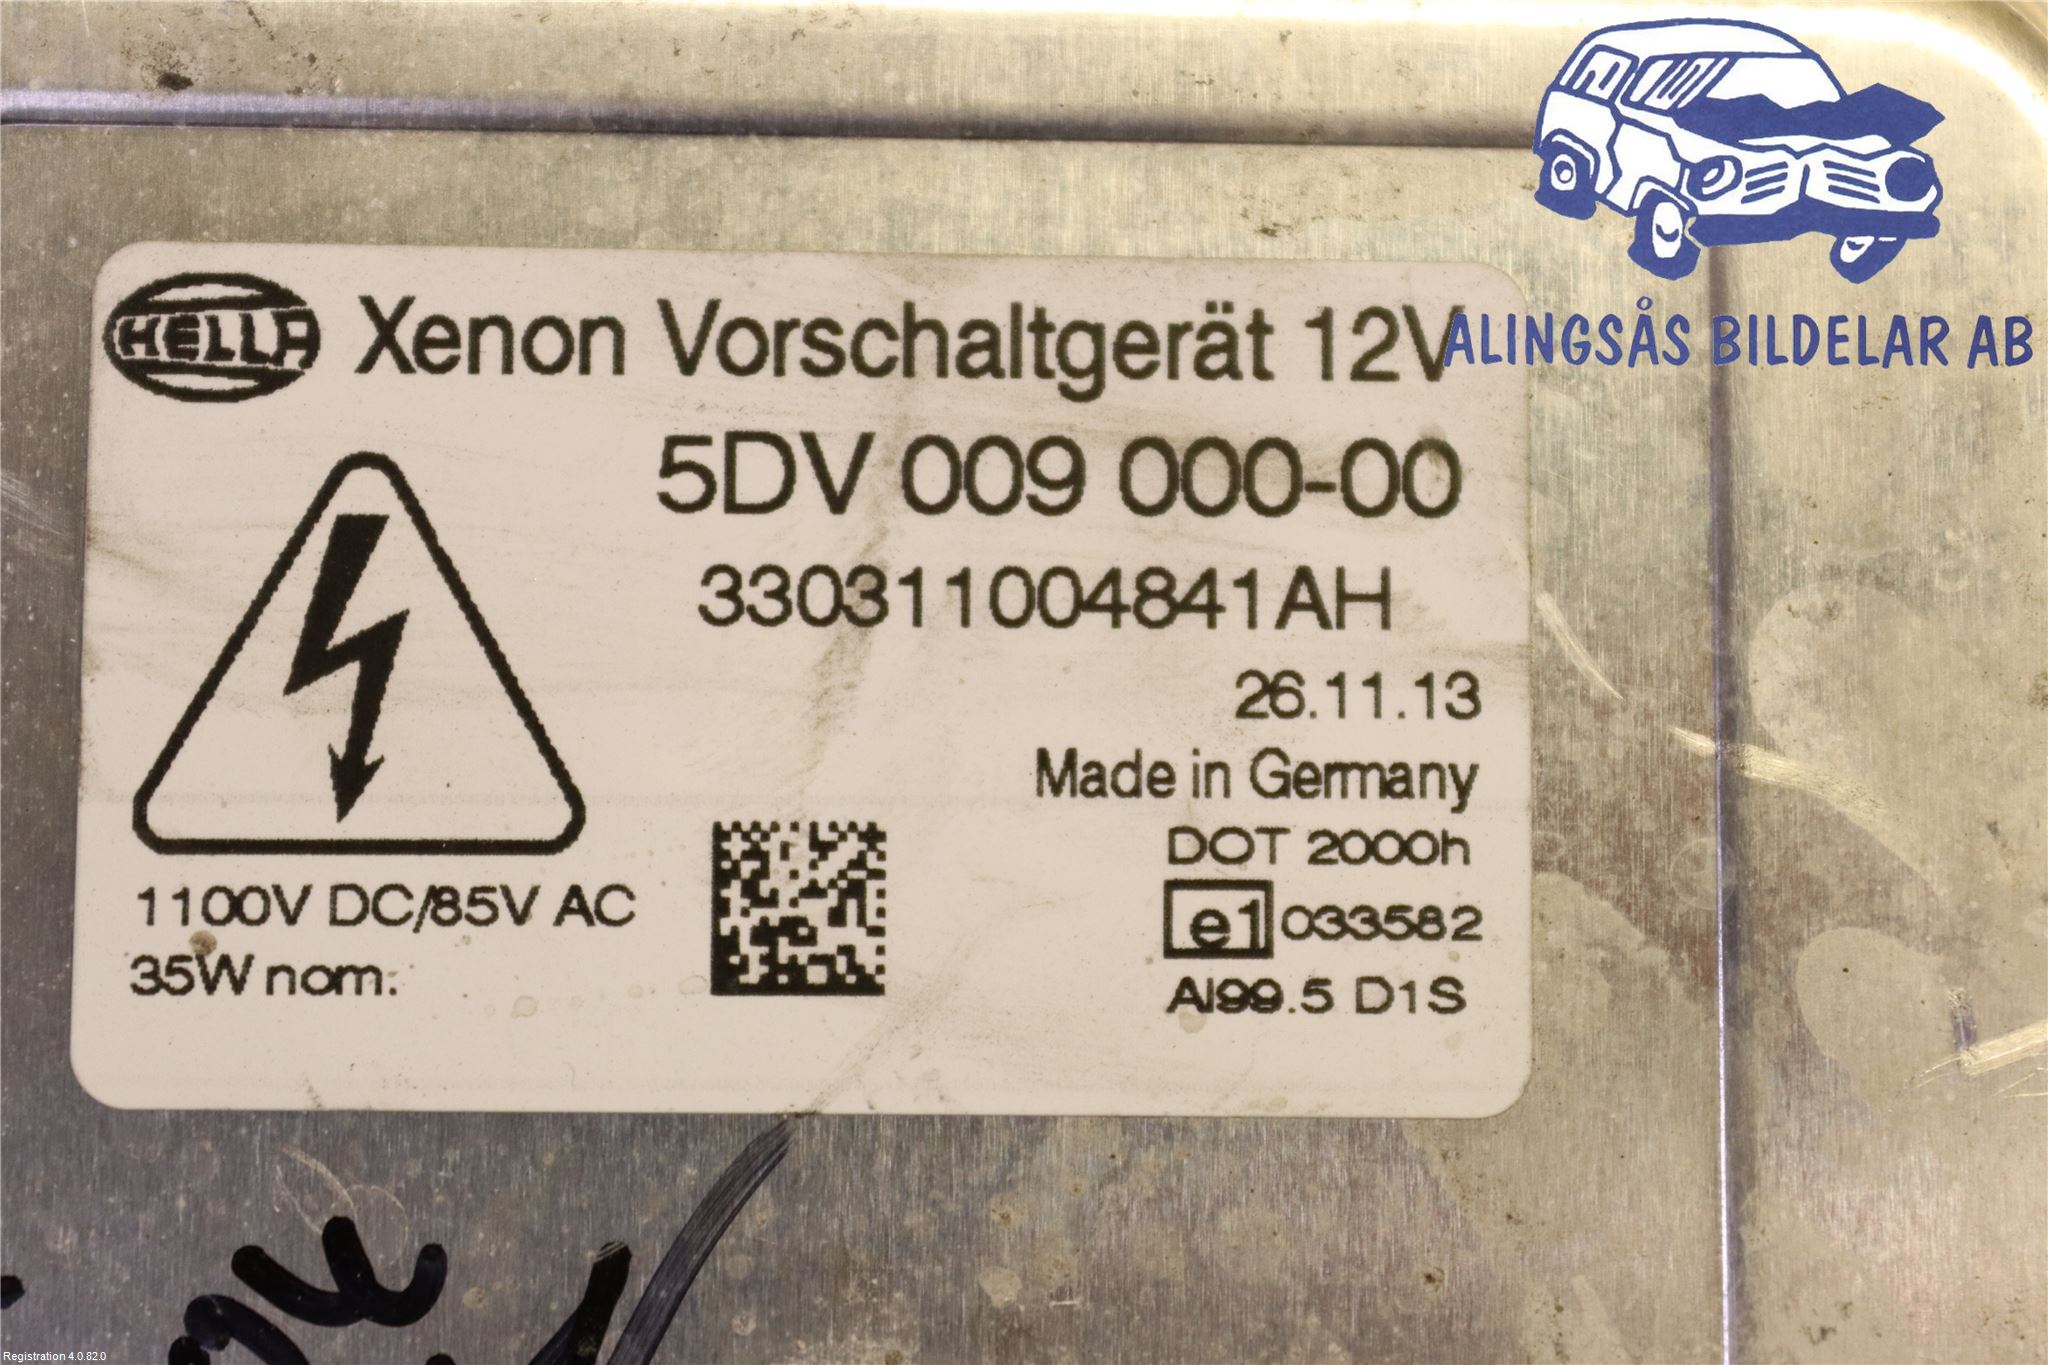 HELLA Xenon Vorschaltgerät 12V
ALINGSÅS BILDELAR AB
5DV 009 000-00
330311004841AH
26.11.13
Made in Germany
DOT 2000h
1100V DC/85V AC
e1 033582
35W nom.
Al99.5 D1S
Registration 4.0.82.0